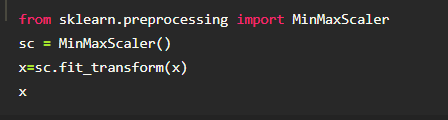 from sklearn.preprocessing import MinMaxScaler
sc = MinMaxScaler()
x=sc.fit_transform(x)
x